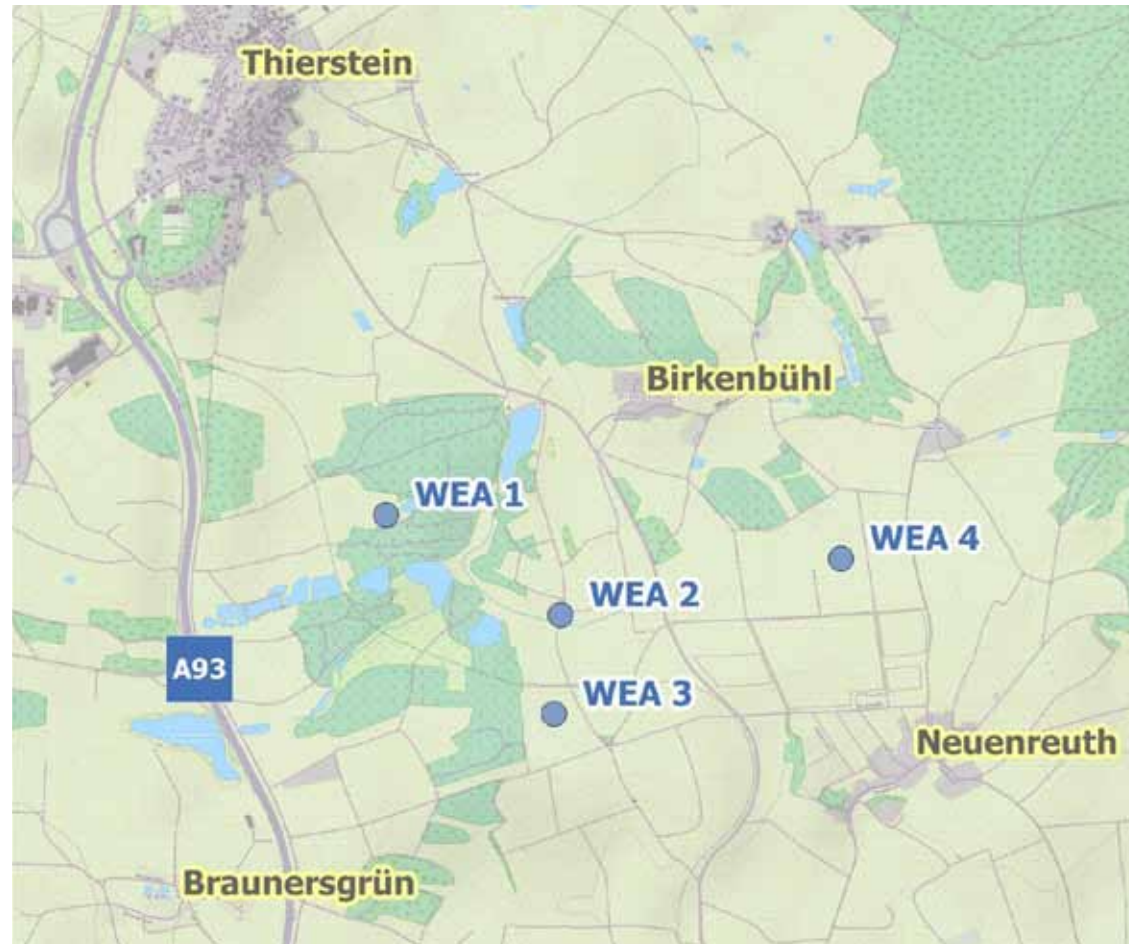 Thierstein
Birkenbühl
WEA 1
WEA 4
WEA 2
A93
WEA 3
Neuenreuth
Braunersgrün